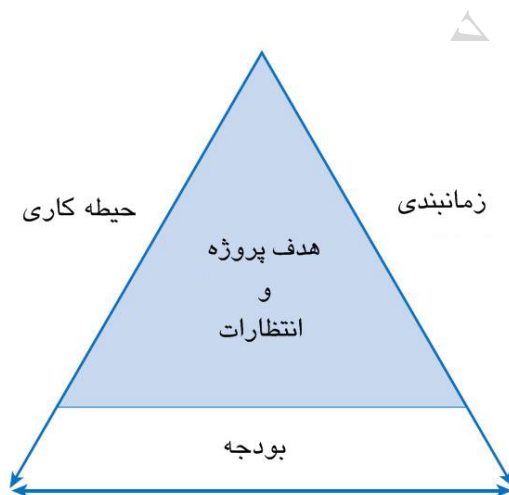 حیطه کاری
زمانبندی
هدف پروژه
و
انتظارات
بودجه